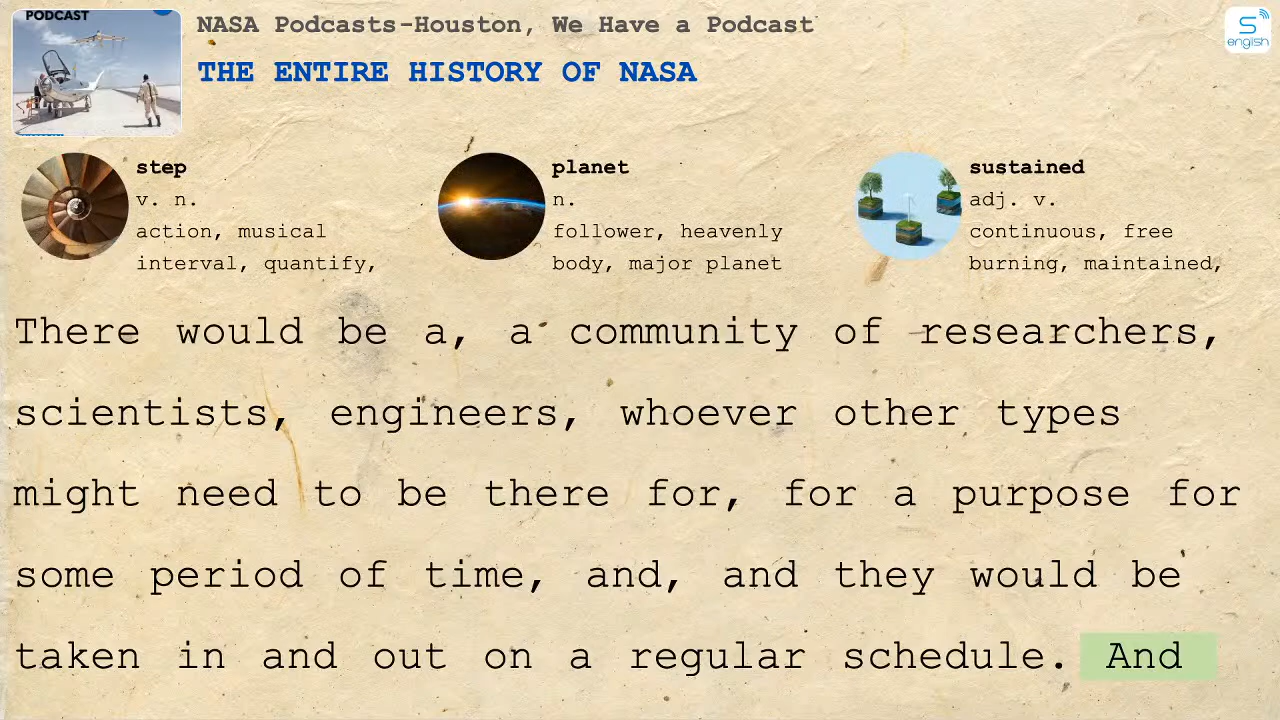 PODCAST
NASA Podcasts-Houston, We Have a Podcast
THE ENTIRE HISTORY OF NASA
S
english
step
v. n.
action, musical
interval, quantify,
planet
n.
follower, heavenly
body, major planet
sustained
adj. v.
continuous, free
burning, maintained,
There would be a, a community of researchers,
scientists, engineers, whoever other types
might need to be there for, for a purpose for
some period of time, and, and they would be
taken in and out on a regular schedule. And